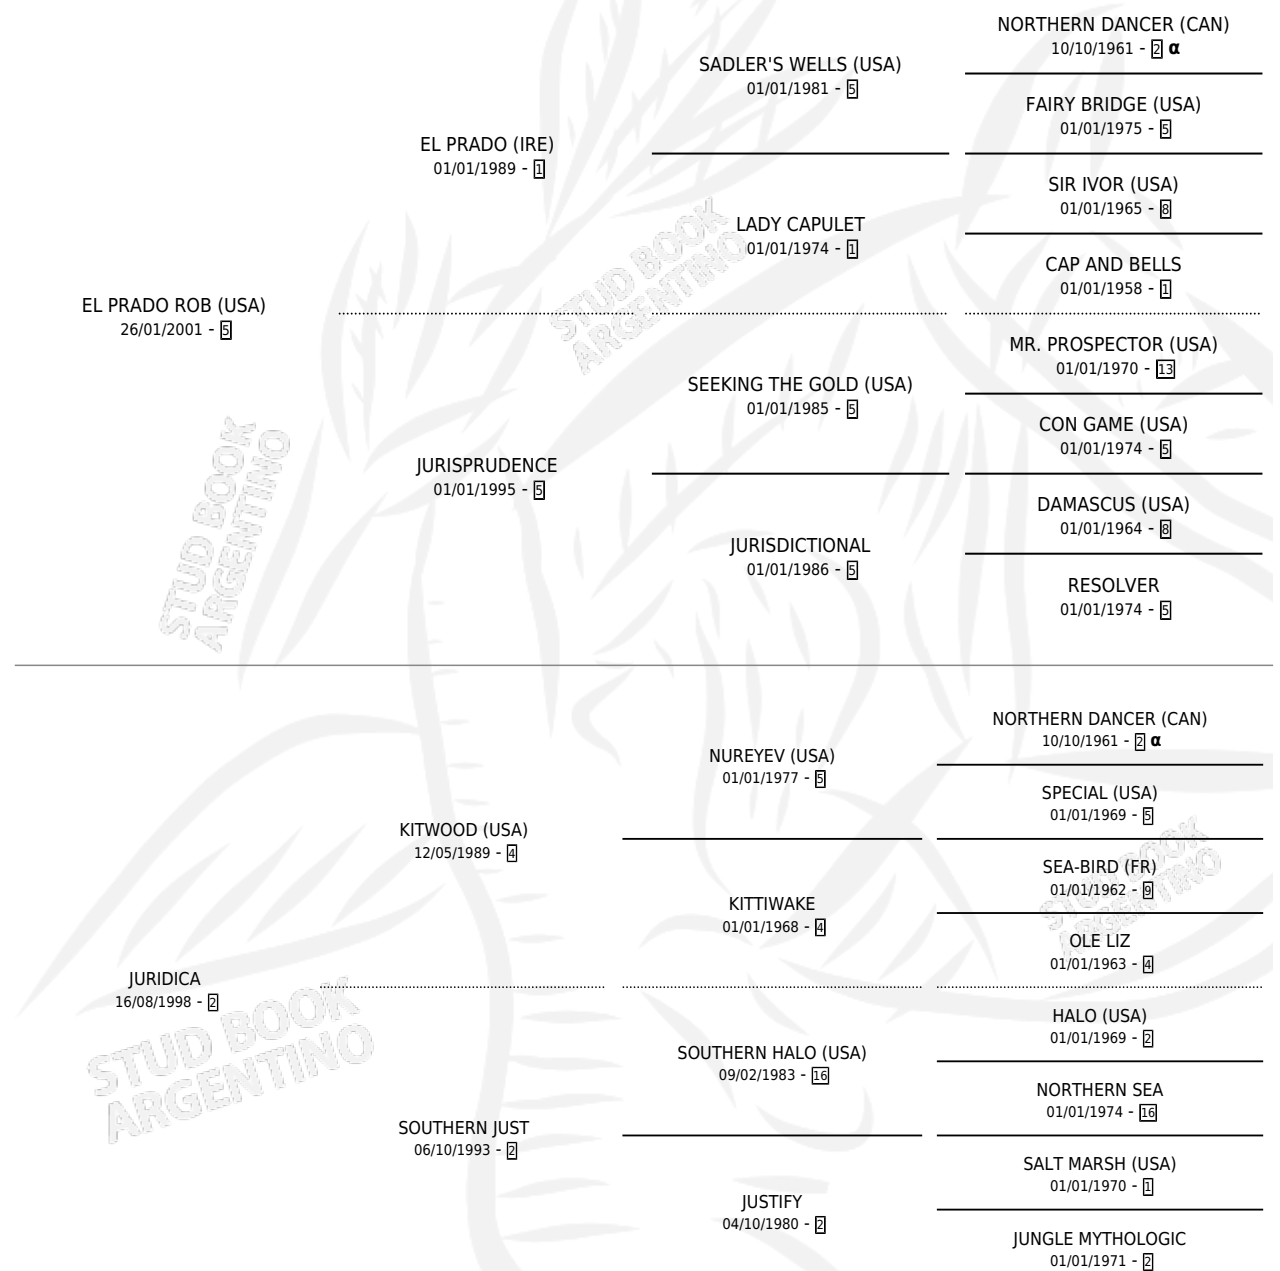 NORTHERN DANCER (CAN)
10/10/1961 - 2 α
SADLER'S WELLS (USA)
01/01/1981 - 5
FAIRY BRIDGE (USA)
01/01/1975 - 5
EL PRADO (IRE)
01/01/1989 - 1
SIR IVOR (USA)
01/01/1965 - 8
LADY CAPULET
01/01/1974 - 1
CAP AND BELLS
01/01/1958 - 1
EL PRADO ROB (USA)
26/01/2001 - 5
STUD BOOK
ARGENTINO
MR. PROSPECTOR (USA)
01/01/1970 - 13
SEEKING THE GOLD (USA)
01/01/1985 - 5
CON GAME (USA)
01/01/1974 - 5
JURISPRUDENCE
01/01/1995 - 5
DAMASCUS (USA)
01/01/1964 - 8
JURISDICTIONAL
01/01/1986 - 5
RESOLVER
01/01/1974 - 5
STUD BOOK
ARGENTINO
NORTHERN DANCER (CAN)
10/10/1961 - 2 α
NUREYEV (USA)
01/01/1977 - 5
SPECIAL (USA)
01/01/1969 - 5
KITWOOD (USA)
12/05/1989 - 4
SEA-BIRD (FR)
01/01/1962 - 9
KITTIWAKE
01/01/1968 - 4
OLE LIZ
01/01/1963 - 4
STUD BOOK
ARGENTINO
JURIDICA
16/08/1998 - 2
HALO (USA)
01/01/1969 - 2
SOUTHERN HALO (USA)
09/02/1983 - 16
NORTHERN SEA
01/01/1974 - 16
STUD BOOK
ARGENTINO
SOUTHERN JUST
06/10/1993 - 2
SALT MARSH (USA)
01/01/1970 - 1
JUSTIFY
04/10/1980 - 2
JUNGLE MYTHOLOGIC
01/01/1971 - 2